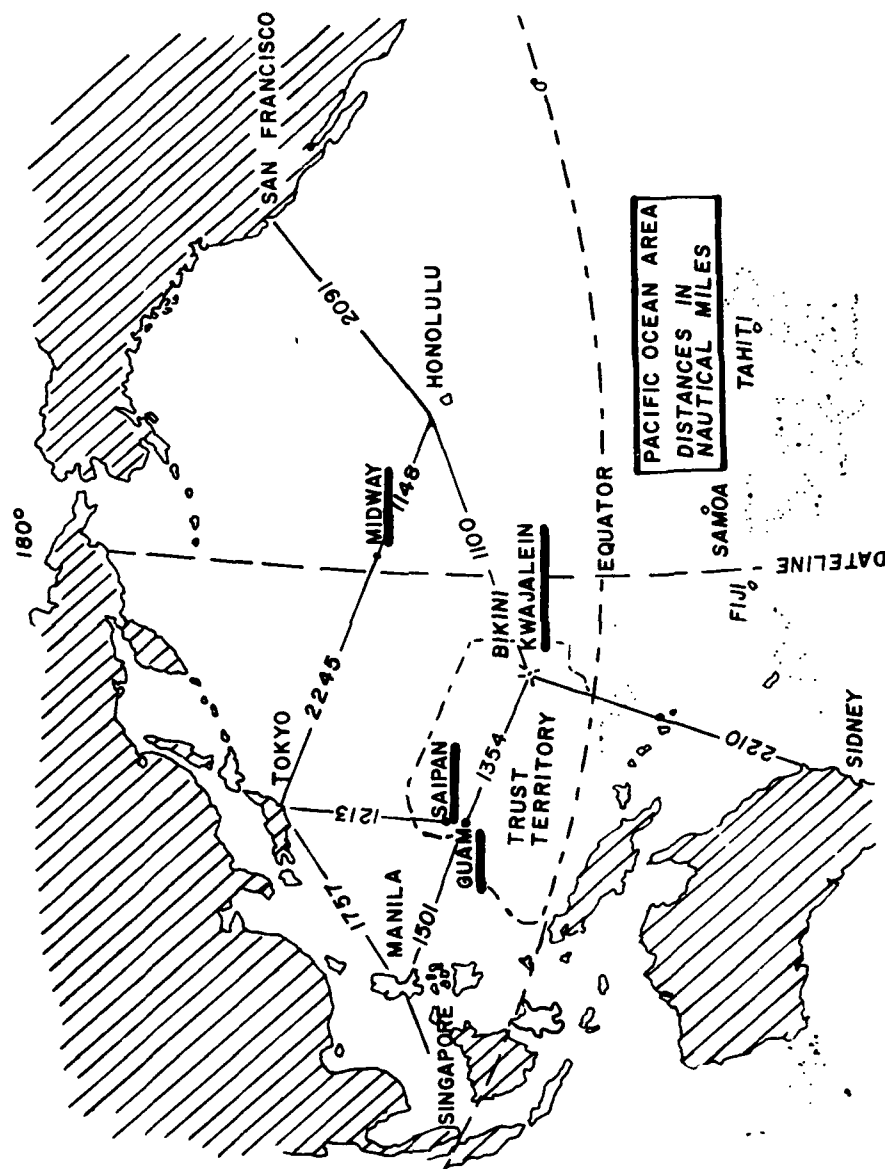 180°
SAN FRANCISCO
2091
HONOLULU
MIDWAY
1148
TOKYO
2245
1100
BIKINI
KWAJALEIN
SAIPAN
1213
1757
MANILA
1501
GUAM
1354
TRUST
TERRITORY
SINGAPORE
EQUATOR
PACIFIC OCEAN AREA
DISTANCES IN
NAUTICAL MILES
TAHITI
SAMOA
FIJI
DATELINE
2210
SIDNEY